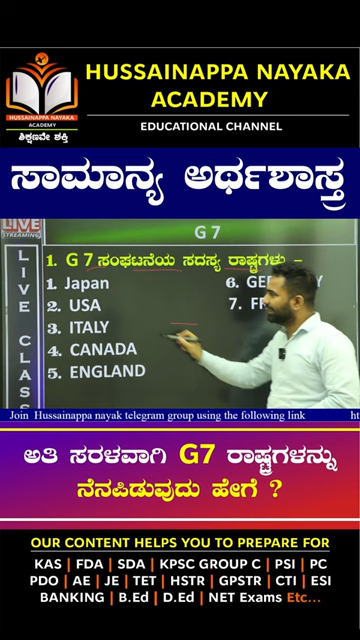 HUSSAINAPPA NAYAKA
ACADEMY
EDUCATIONAL CHANNEL
HUSSAINAPPA NAYAKA
ACADEMY
ಶಿಕ್ಷಣವೇ ಶಕ್ತಿ
ಸಾಮಾನ್ಯ ಅರ್ಥಶಾಸ್ತ್ರ
LIVE
STREAMING
G 7
LIVE CLASS
1. G 7 ಸಂಘಟನೆಯ ಸದಸ್ಯ ರಾಷ್ಟ್ರಗಳು -
1. Japan
2. USA
3. ITALY
4. CANADA
5. ENGLAND
6.
7.
Join Hussainappa nayak telegram group using the following link
ಅತಿ ಸರಳವಾಗಿ G7 ರಾಷ್ಟ್ರಗಳನ್ನು
ನೆನಪಿಡುವುದು ಹೇಗೆ ?
OUR CONTENT HELPS YOU TO PREPARE FOR
KAS | FDA | SDA | KPSC GROUP C | PSI | PC
PDO | AE | JE | TET | HSTR | GPSTR | CTI | ESI
BANKING | B.Ed | D.Ed | NET Exams Etc...